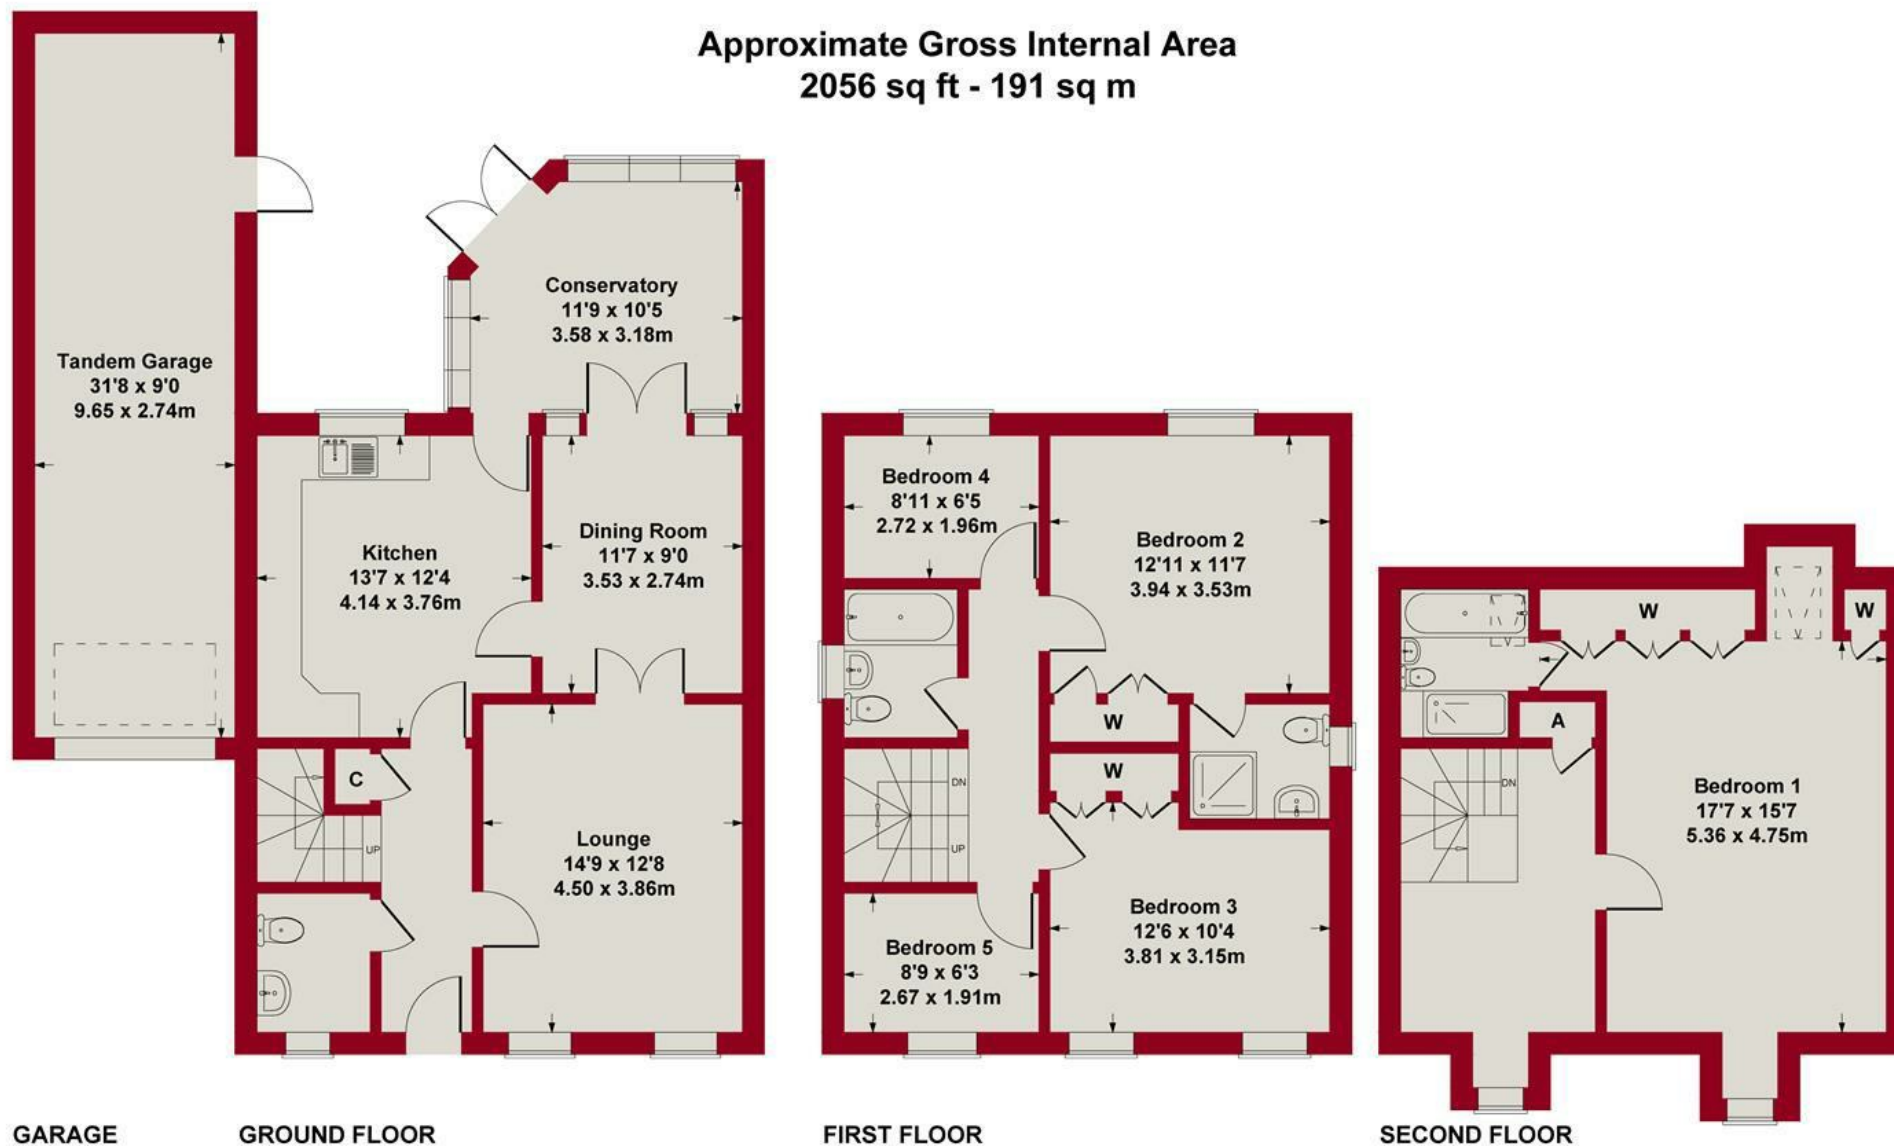 Approximate Gross Internal Area
2056 sq ft - 191 sq m
Tandem Garage
31'8 x 9'0
9.65 x 2.74m
Conservatory
11'9 x 10'5
3.58 x 3.18m
Kitchen
13'7 x 12'4
4.14 x 3.76m
Dining Room
11'7 x 9'0
3.53 x 2.74m
C
UP
Lounge
14'9 x 12'8
4.50 x 3.86m
Bedroom 4
8'11 x 6'5
2.72 x 1.96m
Bedroom 2
12'11 x 11'7
3.94 x 3.53m
W
W
DN
UP
Bedroom 5
8'9 x 6'3
2.67 x 1.91m
Bedroom 3
12'6 x 10'4
3.81 x 3.15m
W
W
A
DN
Bedroom 1
17'7 x 15'7
5.36 x 4.75m
GARAGE
GROUND FLOOR
FIRST FLOOR
SECOND FLOOR